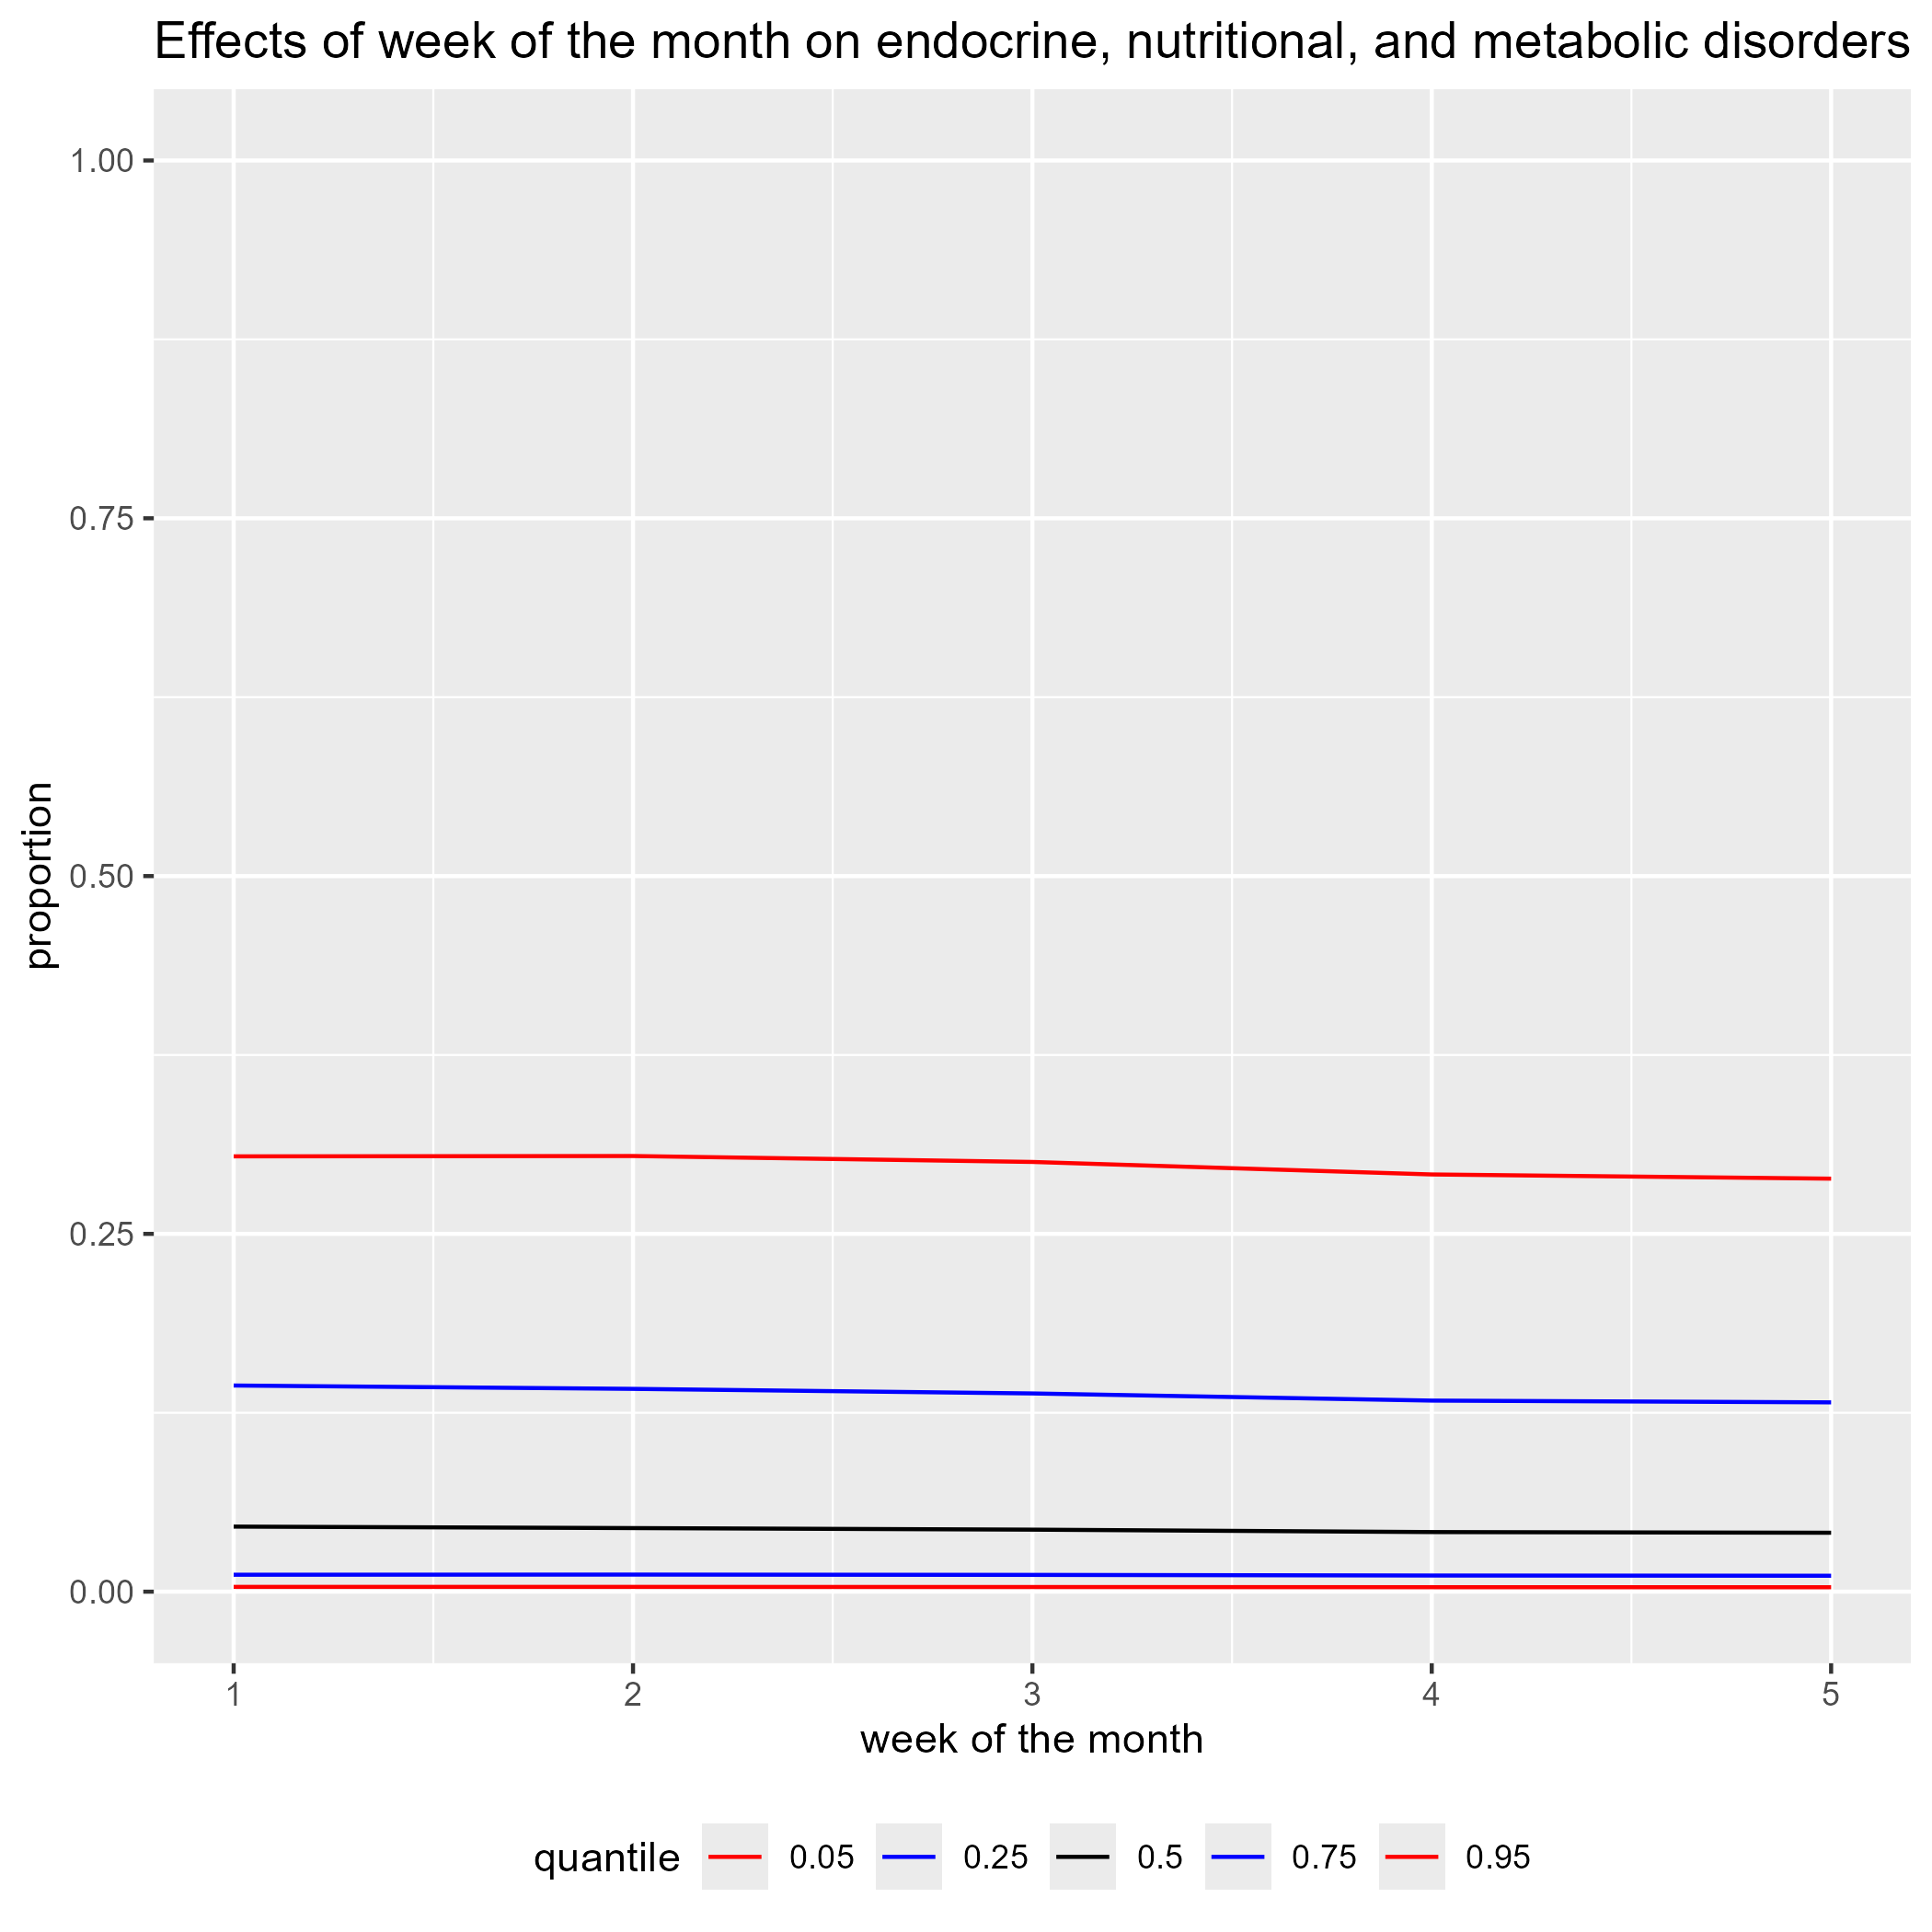 Effects of week of the month on endocrine, nutritional, and metabolic disorders
1.00
0.75
0.50
0.25
0.00
proportion
1 2 3 4 5
week of the month
quantile 0.05 0.25 0.5 0.75 0.95